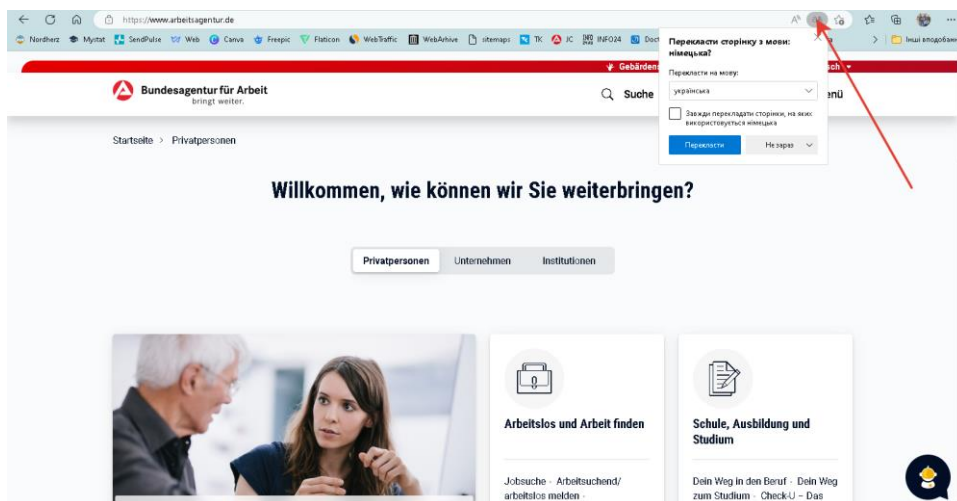 https://www.arbeitsagentur.de
Nordherz Mystat SendPulse Web Canva Freepic Flaticon WebTraffic WebArhive sitemaps TK JC INFO24 Doct
Інші вподобан
Перекласти сторінку з мови:
німецька?
Перекласти на мову:
українська
Завжди перекладати сторінки, на яких
використовується німецька
Перекласти Не зараз
Gebärden
Bundesagentur für Arbeit
bringt weiter.
Suche
enü
Startseite > Privatpersonen
Willkommen, wie können wir Sie weiterbringen?
Privatpersonen Unternehmen Institutionen
Arbeitslos und Arbeit finden
Jobsuche · Arbeitsuchend/
arbeitslos melden ·
Schule, Ausbildung und
Studium
Dein Weg in den Beruf · Dein Weg
zum Studium · Check-U – Das